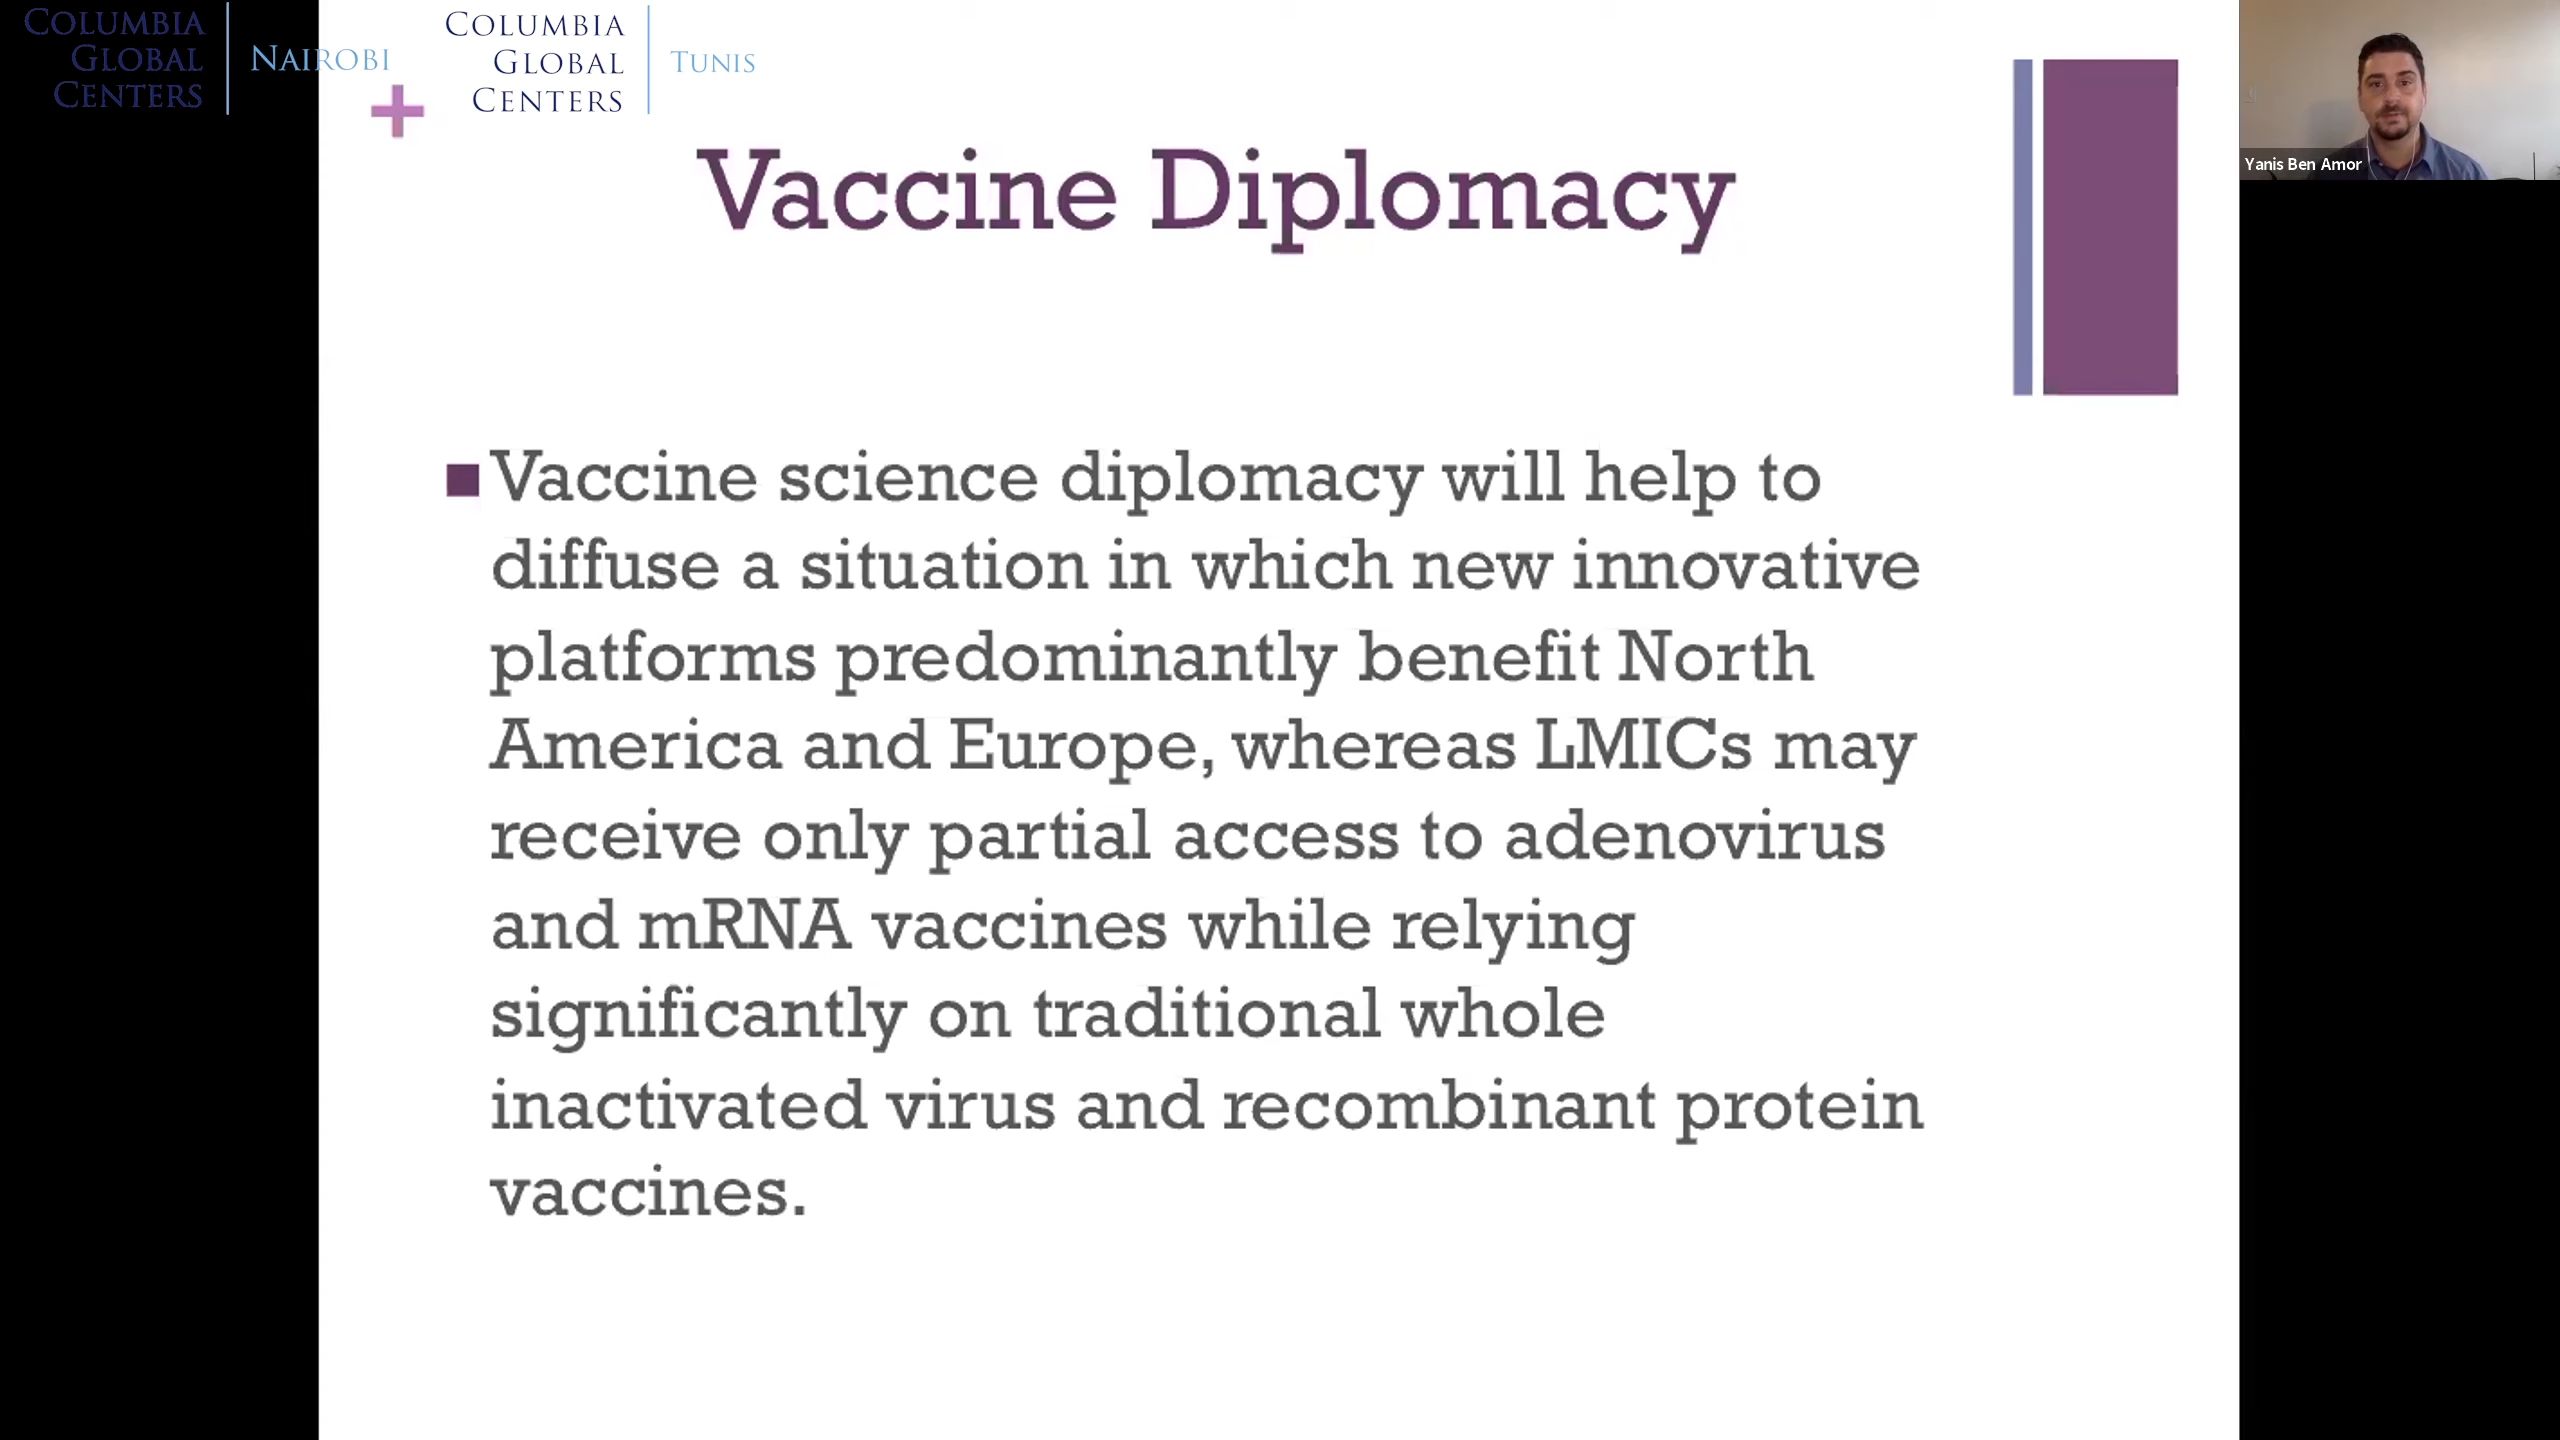 COLUMBIA
GLOBAL
CENTERS
NAIROBI
COLUMBIA
GLOBAL
CENTERS
TUNIS
Yanis Ben Amor
+
Vaccine Diplomacy
Vaccine science diplomacy will help to
diffuse a situation in which new innovative
platforms predominantly benefit North
America and Europe, whereas LMICs may
receive only partial access to adenovirus
and mRNA vaccines while relying
significantly on traditional whole
inactivated virus and recombinant protein
vaccines.